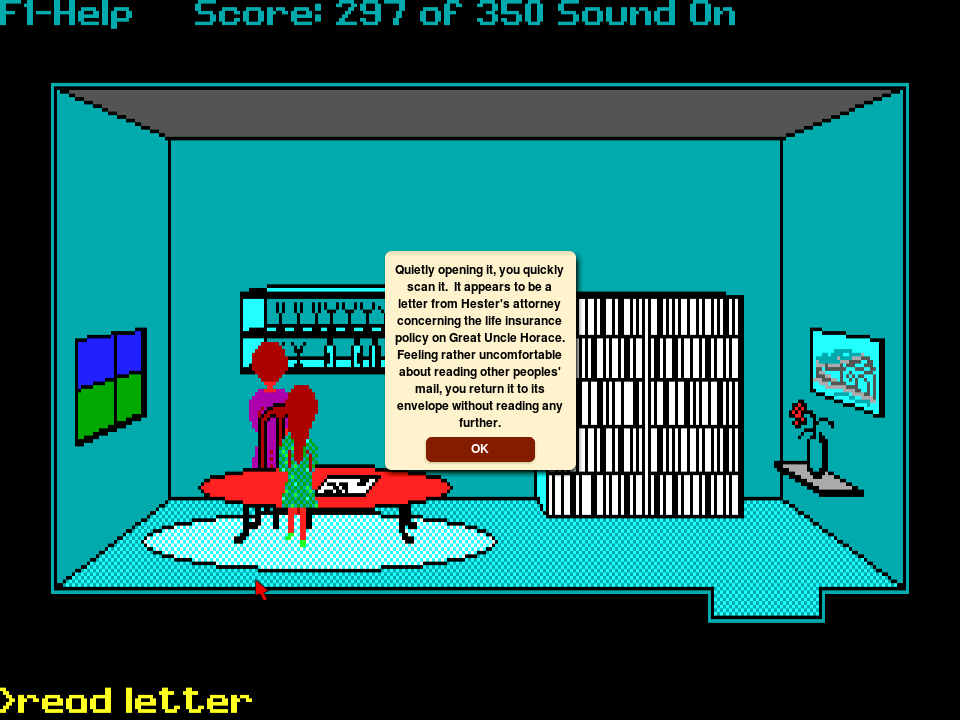 F1-Help Score: 297 of 350 Sound On
Quietly opening it, you quickly
scan it. It appears to be a
letter from Hester's attorney
concerning the life insurance
policy on Great Uncle Horace.
Feeling rather uncomfortable
about reading other peoples'
mail, you return it to its
envelope without reading any
further.
OK
>read letter